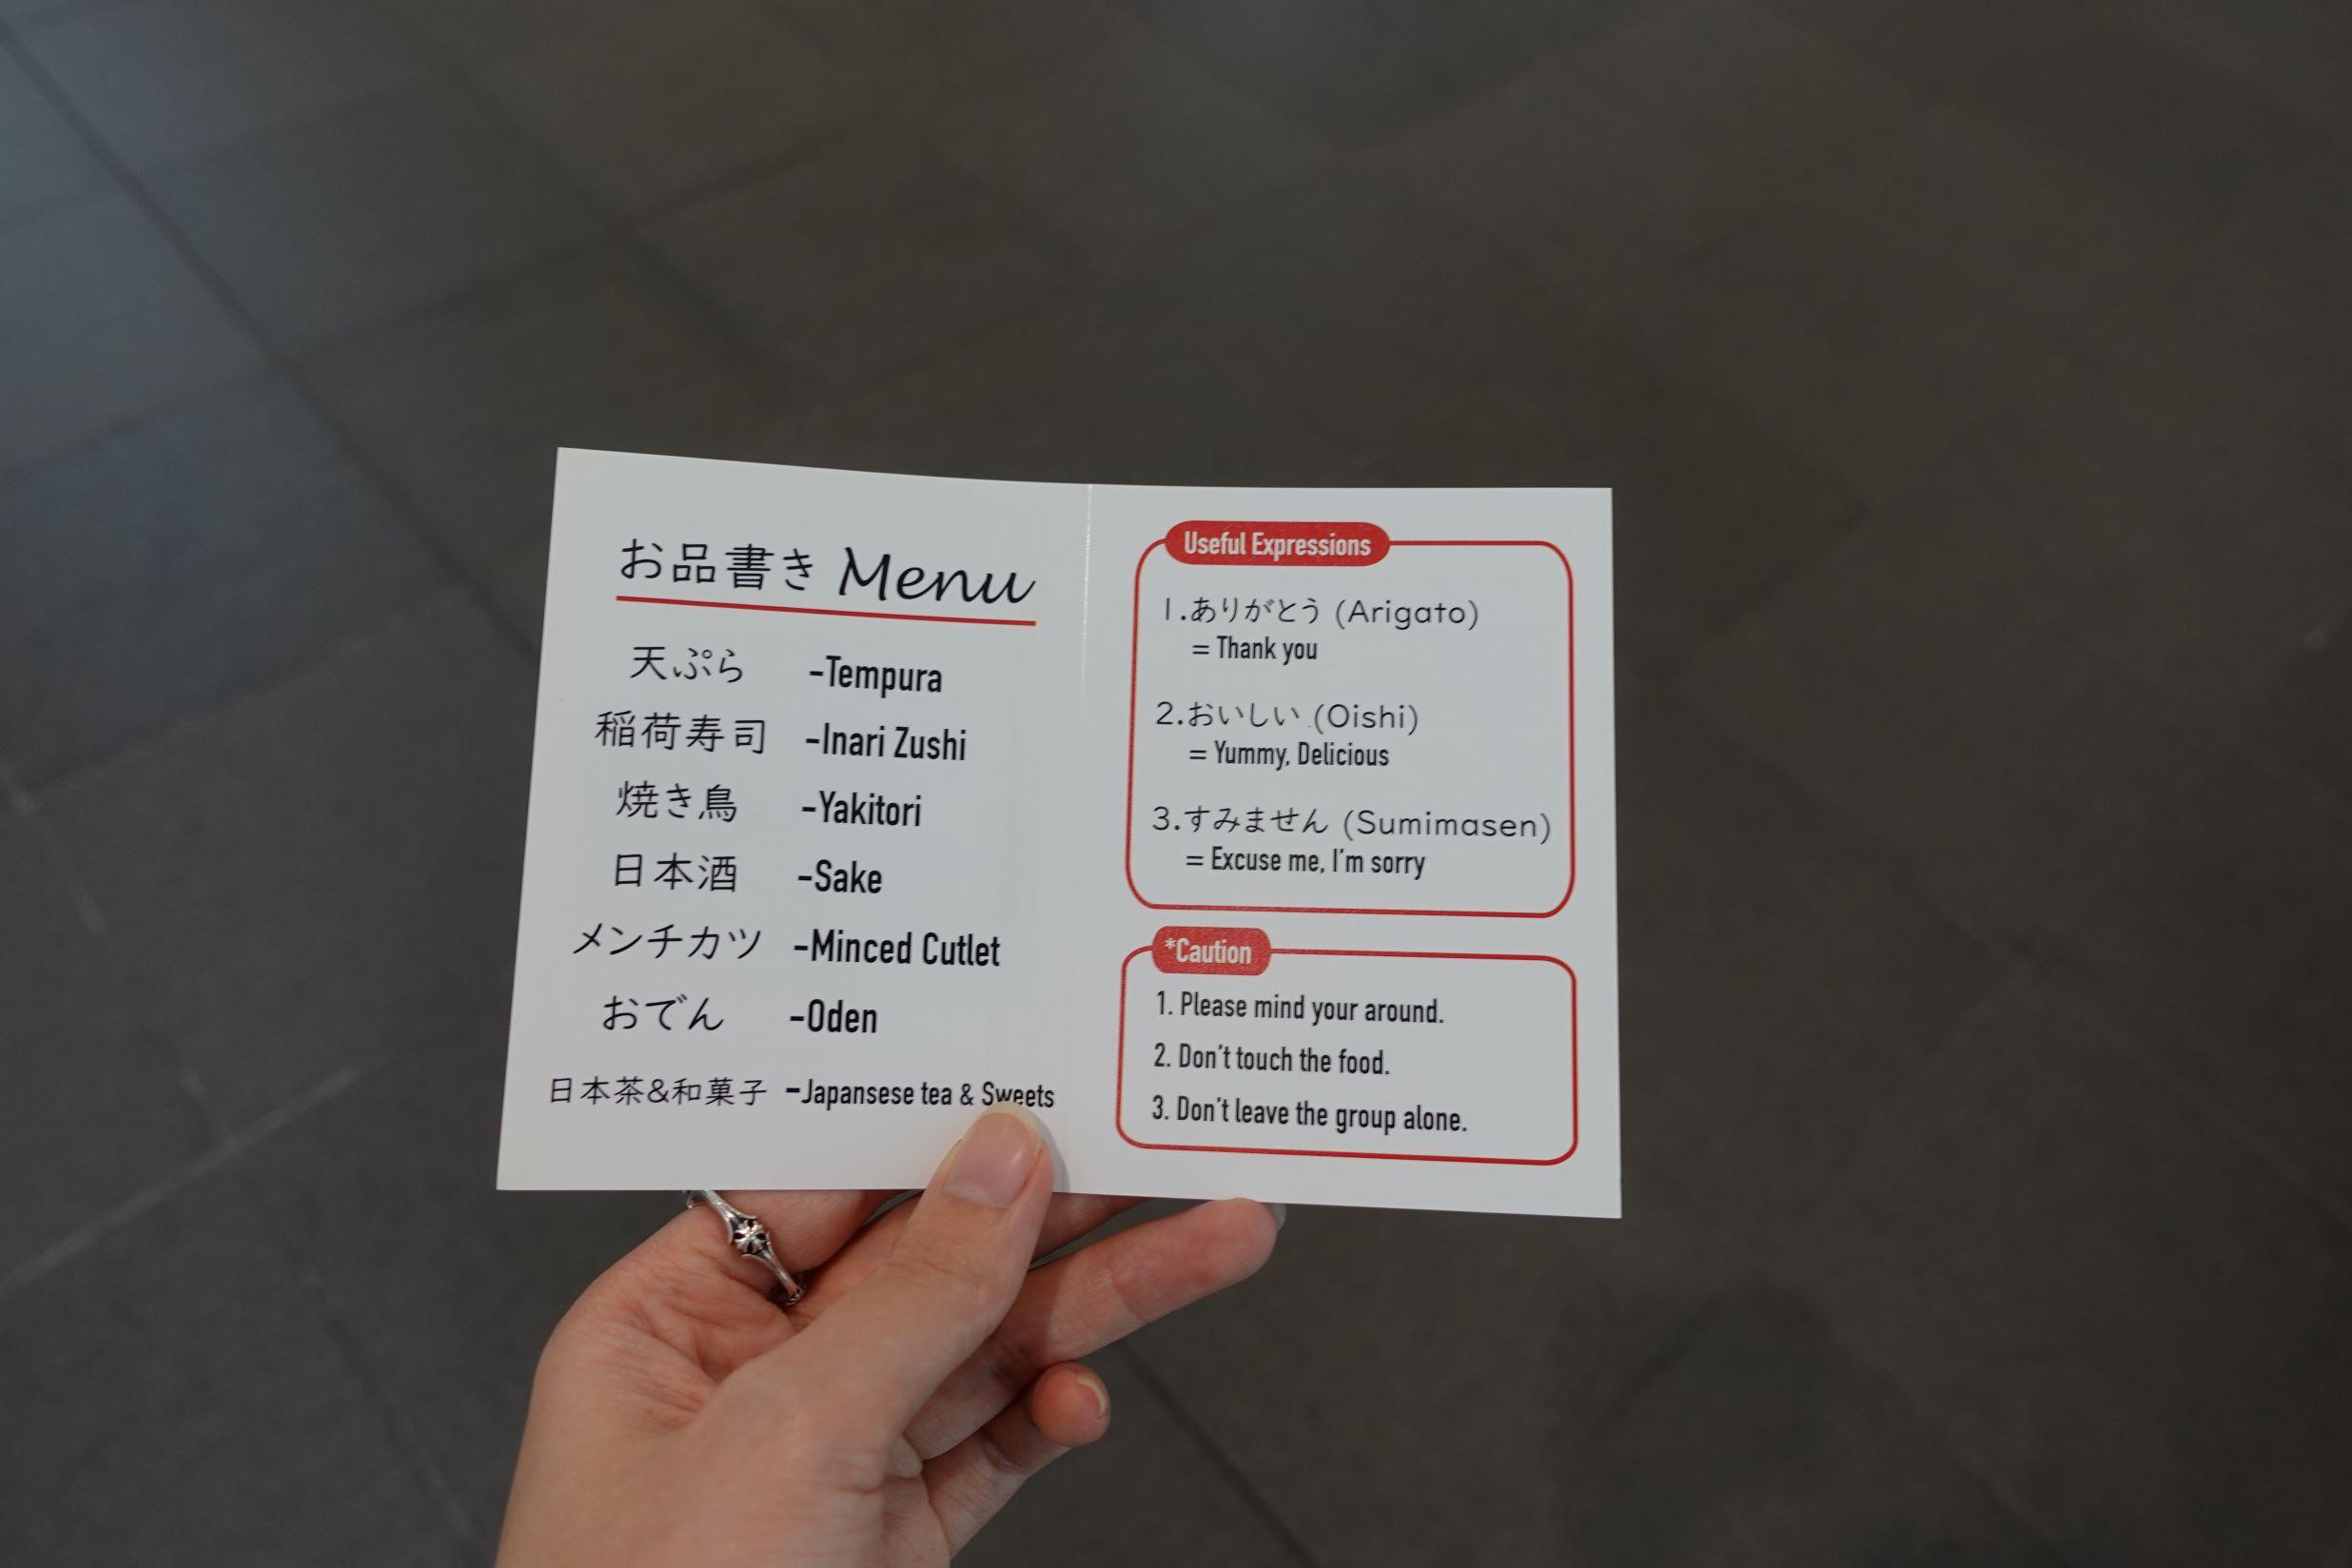 お品書き Menu
天ぷら -Tempura
稲荷寿司 -Inari Zushi
焼き鳥 -Yakitori
日本酒 -Sake
メンチカツ -Minced Cutlet
おでん -Oden
日本茶&和菓子 -Japansese tea & Sweets
Useful Expressions
1.ありがとう (Arigato)
= Thank you
2.おいしい (Oishi)
= Yummy, Delicious
3.すみません (Sumimasen)
= Excuse me, I'm sorry
*Caution
1. Please mind your around.
2. Don't touch the food.
3. Don't leave the group alone.